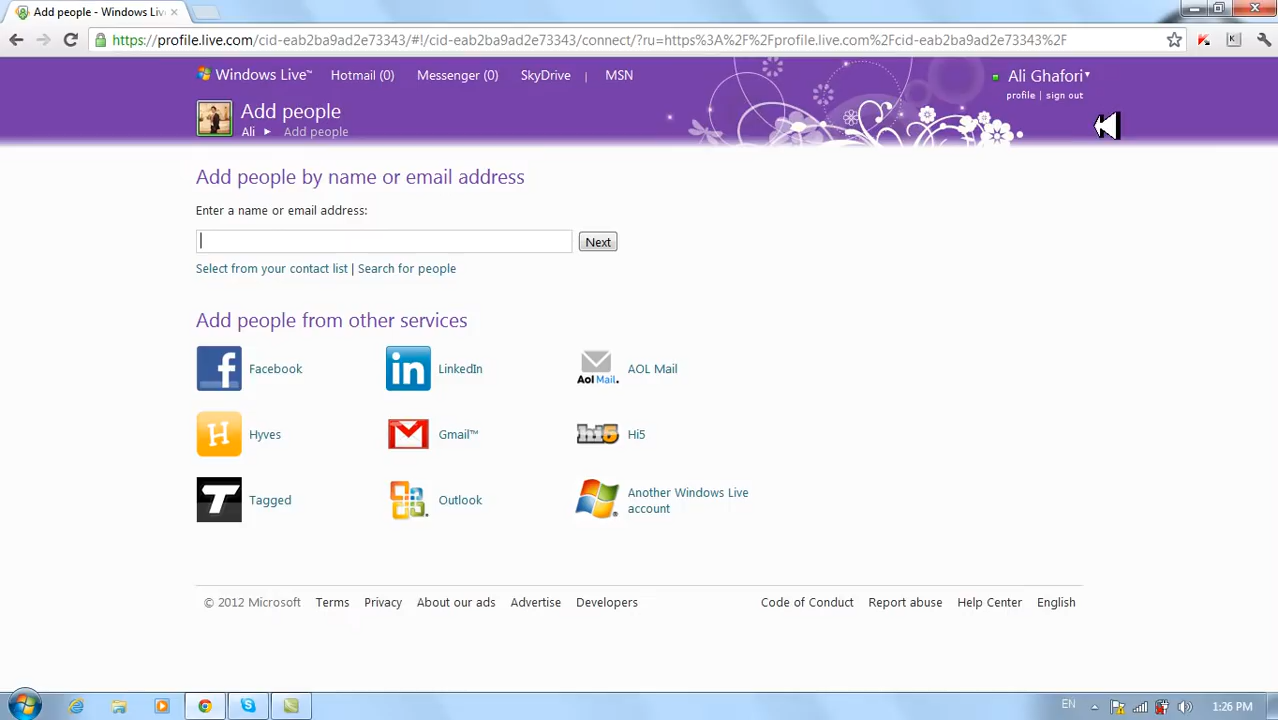 Add people - Windows Liv
https://profile.live.com/cid-eab2ba9ad2e73343/#!/cid-eab2ba9ad2e73343/connect/?ru=https%3A%2F%2Fprofile.live.com%2Fcid-eab2ba9ad2e73343%2F
Windows Live™ Hotmail (0) Messenger (0) SkyDrive | MSN Ali Ghafori
profile | sign out
Add people
Ali ► Add people
Add people by name or email address
Enter a name or email address:
Next
Select from your contact list | Search for people
Add people from other services
f Facebook in LinkedIn Aol Mail. AOL Mail
H Hyves M Gmail™ hi5 Hi5
T Tagged Outlook Another Windows Live account
© 2012 Microsoft Terms Privacy About our ads Advertise Developers Code of Conduct Report abuse Help Center English
EN 1:26 PM